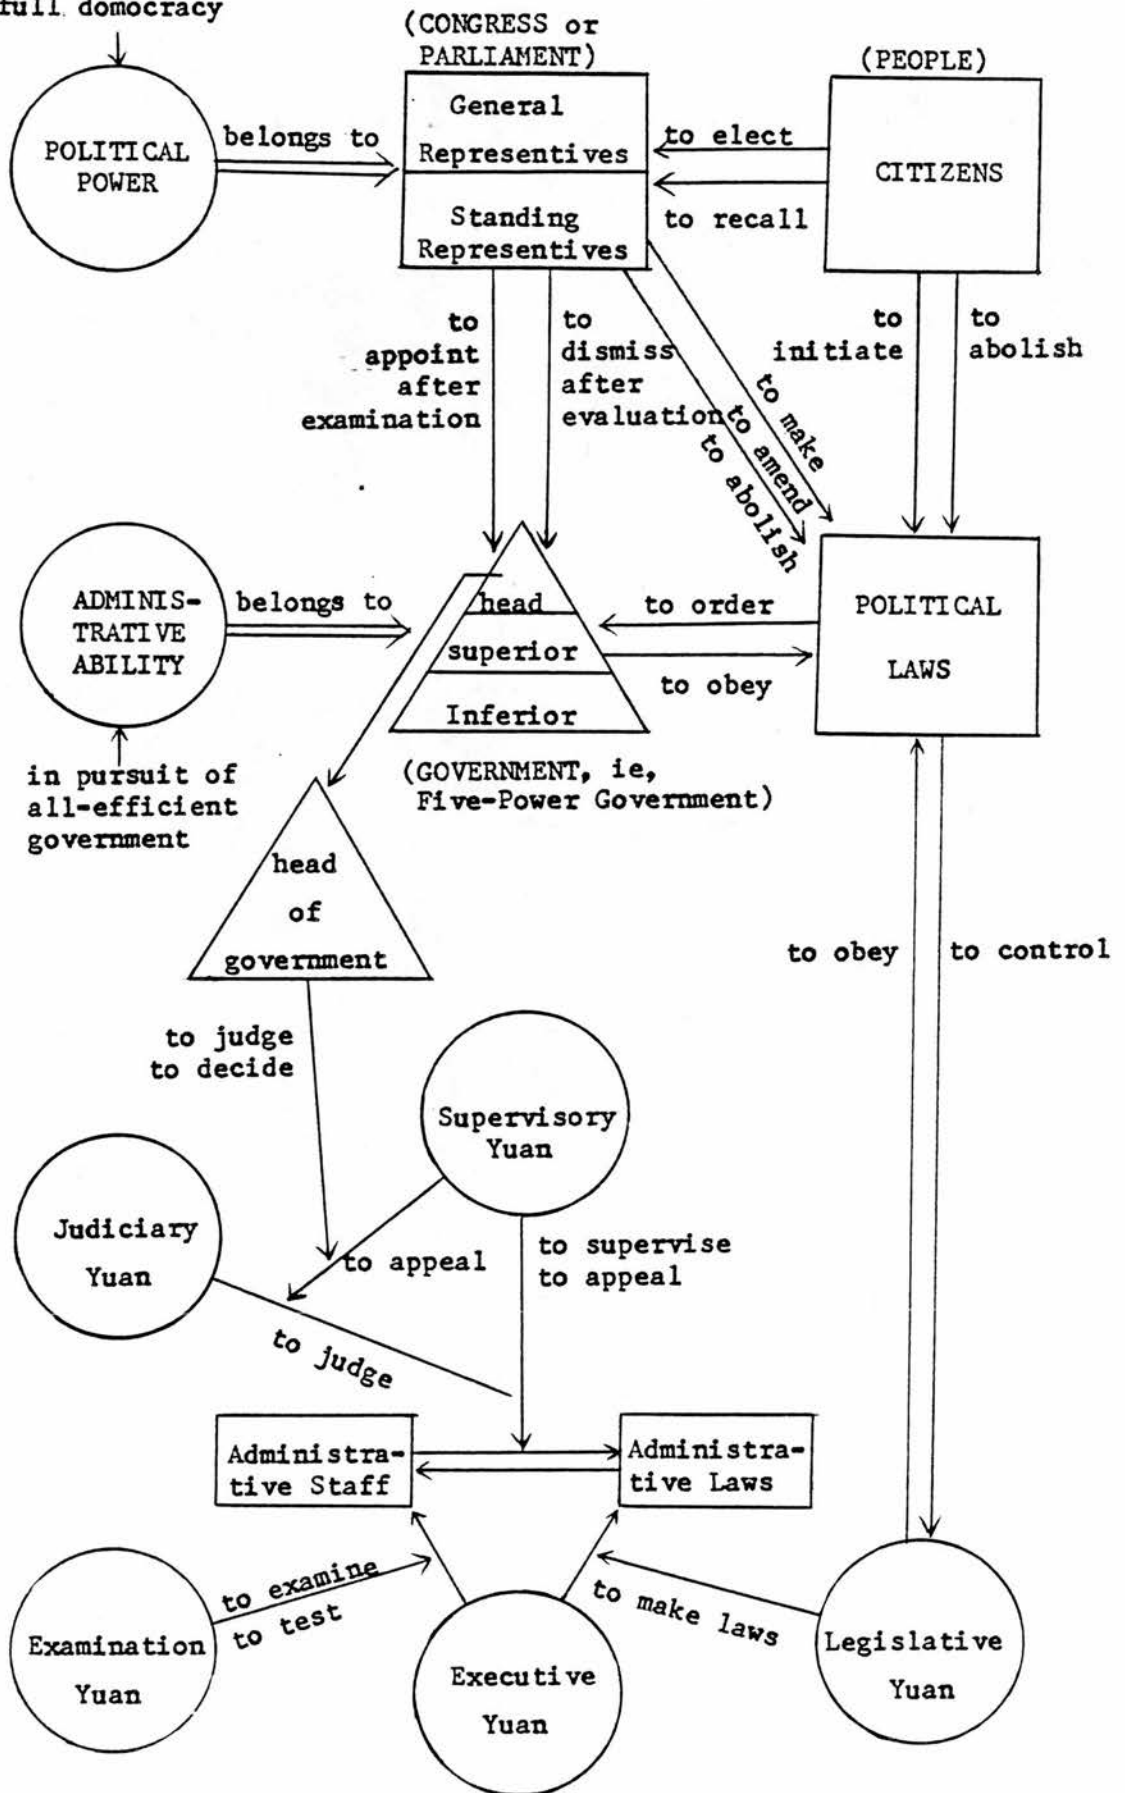 full domocracy
(CONGRESS or
PARLIAMENT)
(PEOPLE)
POLITICAL
POWER
belongs to
General
Representives
Standing
Representives
to elect
to recall
CITIZENS
to
appoint
after
examination
to
dismiss
after
evaluation
to make
to amend
to abolish
to
initiate
to
abolish
ADMINIS-
TRATIVE
ABILITY
belongs to
head
superior
Inferior
to order
to obey
POLITICAL
LAWS
in pursuit of
all-efficient
government
(GOVERNMENT, ie,
Five-Power Government)
head
of
government
to obey
to control
to judge
to decide
Supervisory
Yuan
Judiciary
Yuan
to appeal
to supervise
to appeal
to judge
Administra-
tive Staff
Administra-
tive Laws
to examine
to test
to make laws
Examination
Yuan
Executive
Yuan
Legislative
Yuan